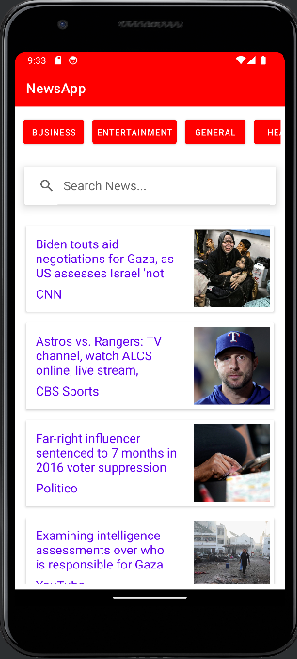 9:33
NewsApp
BUSINESS ENTERTAINMENT GENERAL HEA
Search News...
Biden touts aid
negotiations for Gaza, as
US assesses Israel 'not
CNN
Astros vs. Rangers: TV
channel, watch ALCS
online, live stream,
CBS Sports
Far-right influencer
sentenced to 7 months in
2016 voter suppression
Politico
Examining intelligence
assessments over who
is responsible for Gaza
YouTube